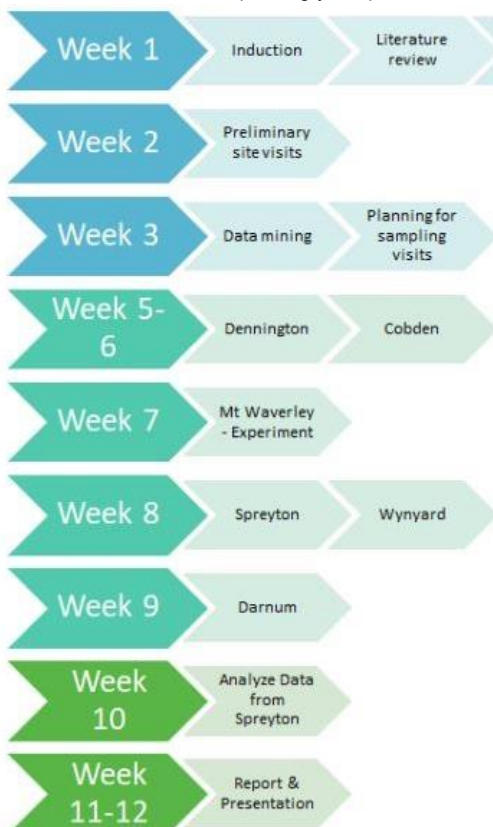 Week 1
Induction
Literature
review
Week 2
Preliminary
site visits
Week 3
Data mining
Planning for
sampling
visits
Week 5-
6
Dennington
Cobden
Week 7
Mt Waverley
- Experiment
Week 8
Spreyton
Wynyard
Week 9
Darnum
Week
10
Analyze Data
from
Spreyton
Week
11-12
Report &
Presentation